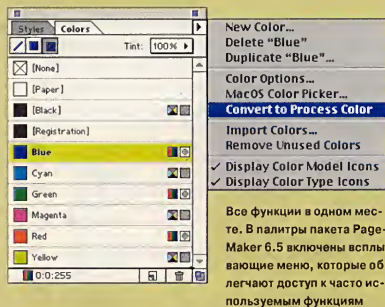 Styles
Colors
Tint: 100%
[None]
[Paper]
[Black]
[Registration]
Blue
Cyan
Green
Magenta
Red
Yellow
0:0:255
New Color...
Delete “Blue”
Duplicate “Blue”...
Color Options...
MacOS Color Picker...
Convert to Process Color
Import Colors...
Remove Unused Colors
✓ Display Color Model Icons
✓ Display Color Type Icons
Все функции в одном мес-
те. В палитры пакета Page-
Maker 6.5 включены всплы
вающие меню, которые об
легчают доступ к часто ис-
пользуемым функциям